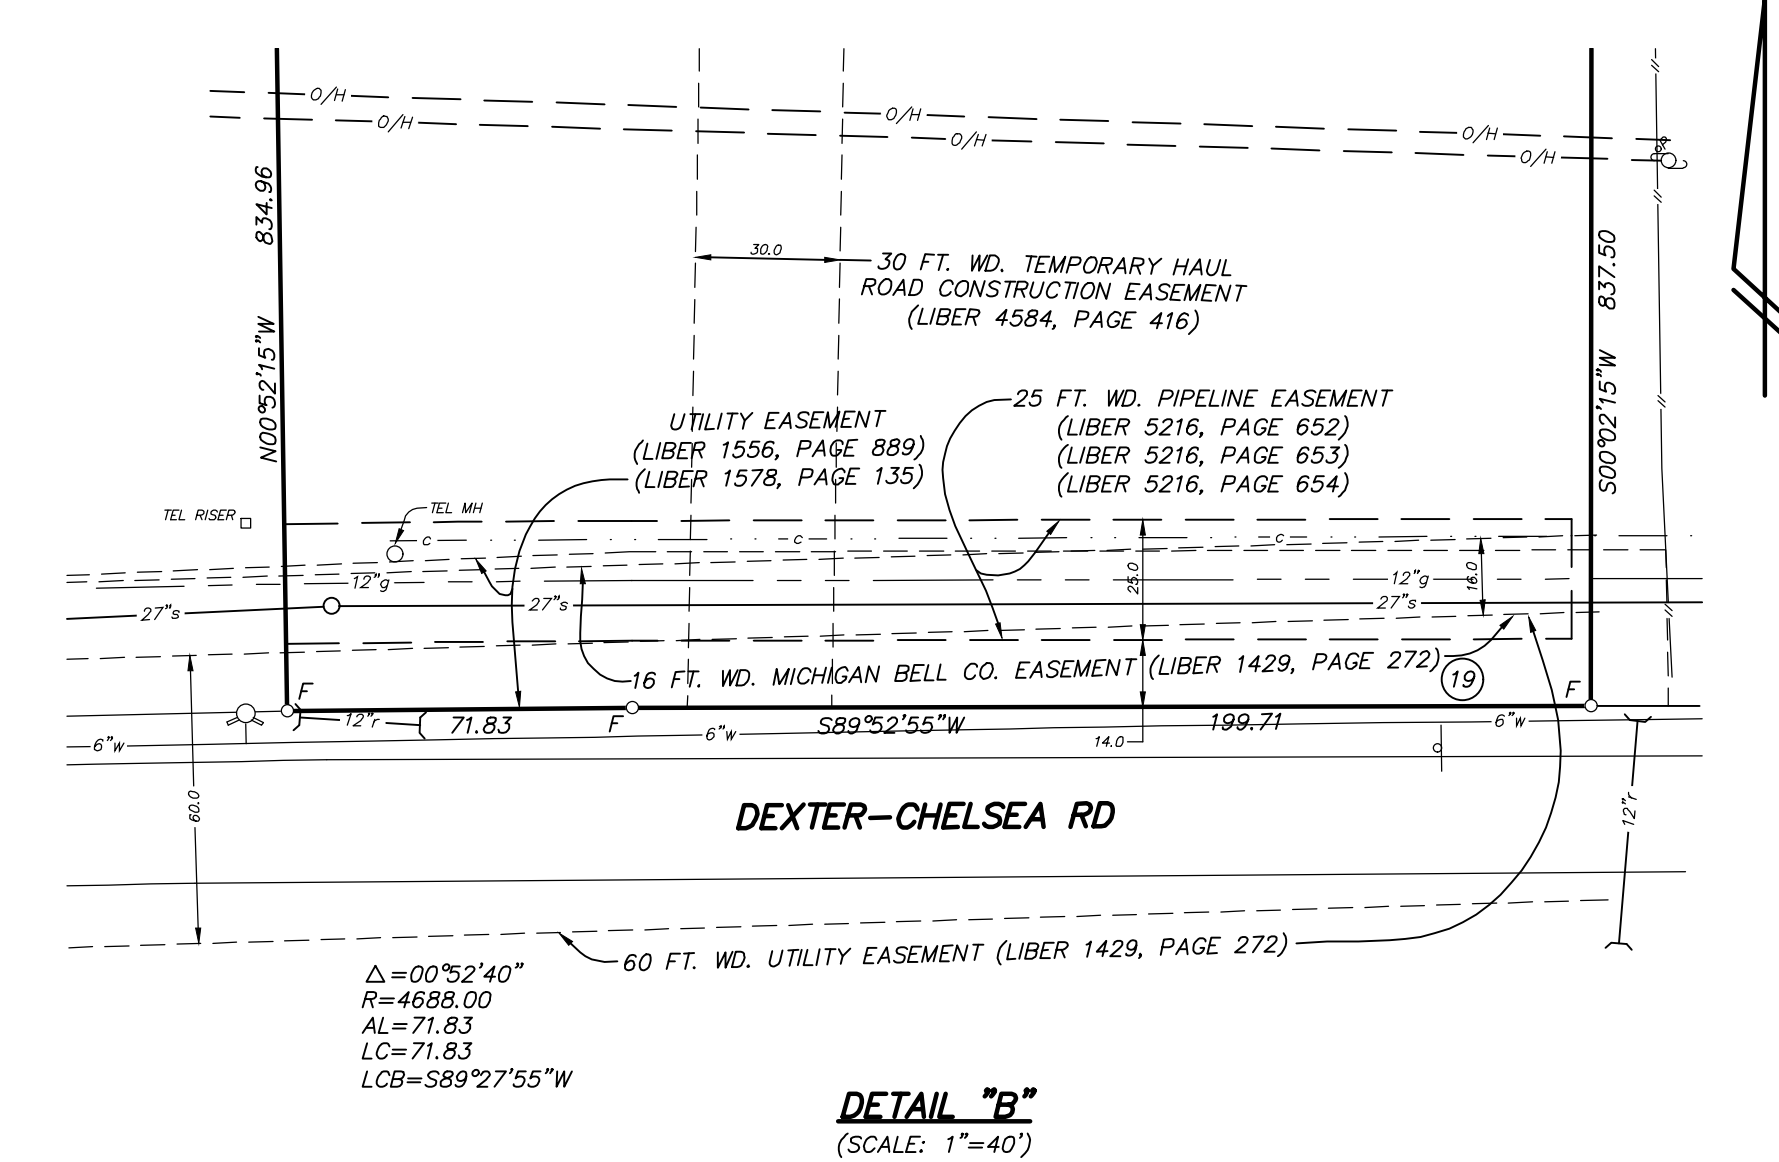 O/H
O/H
O/H
O/H
O/H
O/H
N00°52'15"W 834.96
S00°02'15"W 837.50
30.0
30 FT. WD. TEMPORARY HAUL
ROAD CONSTRUCTION EASEMENT
(LIBER 4584, PAGE 416)
25 FT. WD. PIPELINE EASEMENT
(LIBER 5216, PAGE 652)
(LIBER 5216, PAGE 653)
(LIBER 5216, PAGE 654)
UTILITY EASEMENT
(LIBER 1556, PAGE 889)
(LIBER 1578, PAGE 135)
TEL RISER
TEL MH
c
c
c
12"g
12"g
25.0
16.0
27"s
27"s
27"s
16 FT. WD. MICHIGAN BELL CO. EASEMENT (LIBER 1429, PAGE 272)
19
F
F
F
12"r
71.83
S89°52'55"W
199.71
6"w
6"w
6"w
14.0
60.0
12"r
DEXTER-CHELSEA RD
60 FT. WD. UTILITY EASEMENT (LIBER 1429, PAGE 272)
Δ=00°52'40"
R=4688.00
AL=71.83
LC=71.83
LCB=S89°27'55"W
DETAIL "B"
(SCALE: 1"=40')